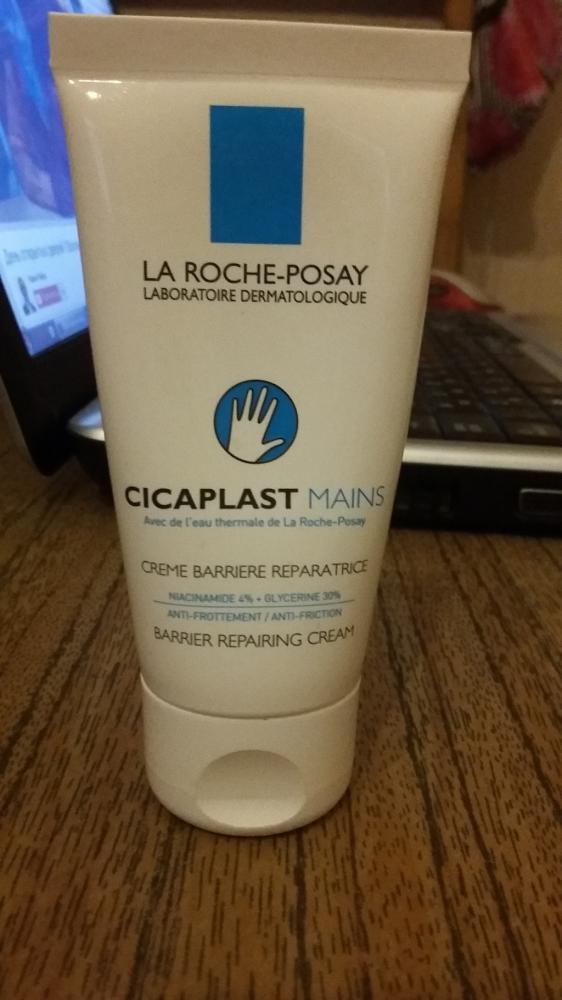 LA ROCHE-POSAY
LABORATOIRE DERMATOLOGIQUE
CICAPLAST MAINS
Avec de l'eau thermale de La Roche-Posay
CREME BARRIERE REPARATRICE
NIACINAMIDE 4% + GLYCERINE 30%
ANTI-FROTTEMENT / ANTI-FRICTION
BARRIER REPAIRING CREAM